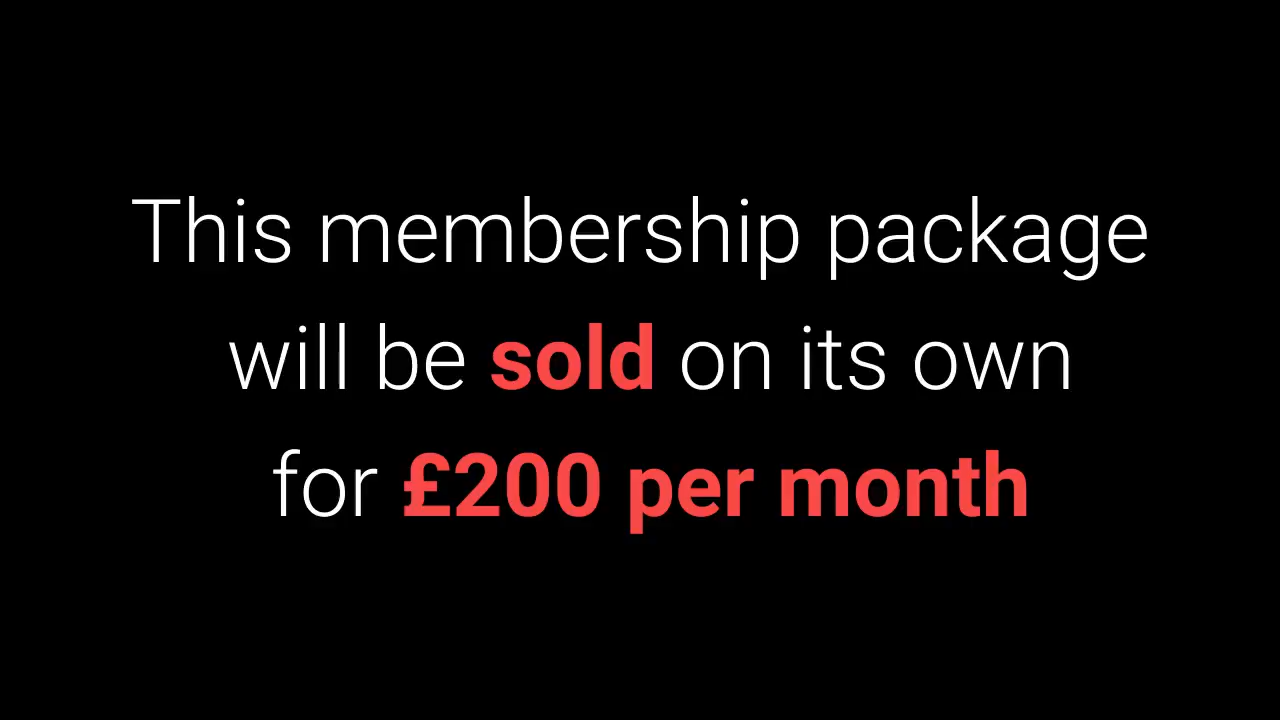 This membership package
will be sold on its own
for £200 per month